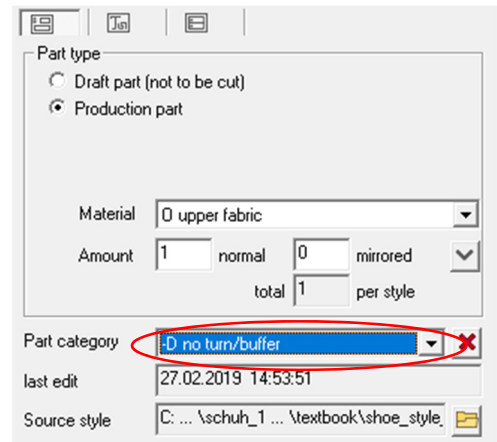 Part type
Draft part (not to be cut)
Production part
Material O upper fabric
Amount 1 normal 0 mirrored
total 1 per style
Part category -D no turn/buffer
last edit 27.02.2019 14:53:51
Source style C: ... \schuh_1 ... \textbook\shoe_style_